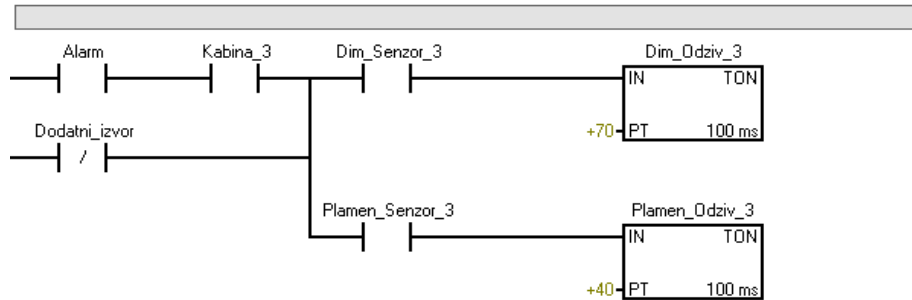 Alarm Kabina_3 Dim_Senzor_3 Dim_Odziv_3
IN TON
Dodatni_izvor +70 PT 100 ms
/
Plamen_Senzor_3 Plamen_Odziv_3
IN TON
+40 PT 100 ms